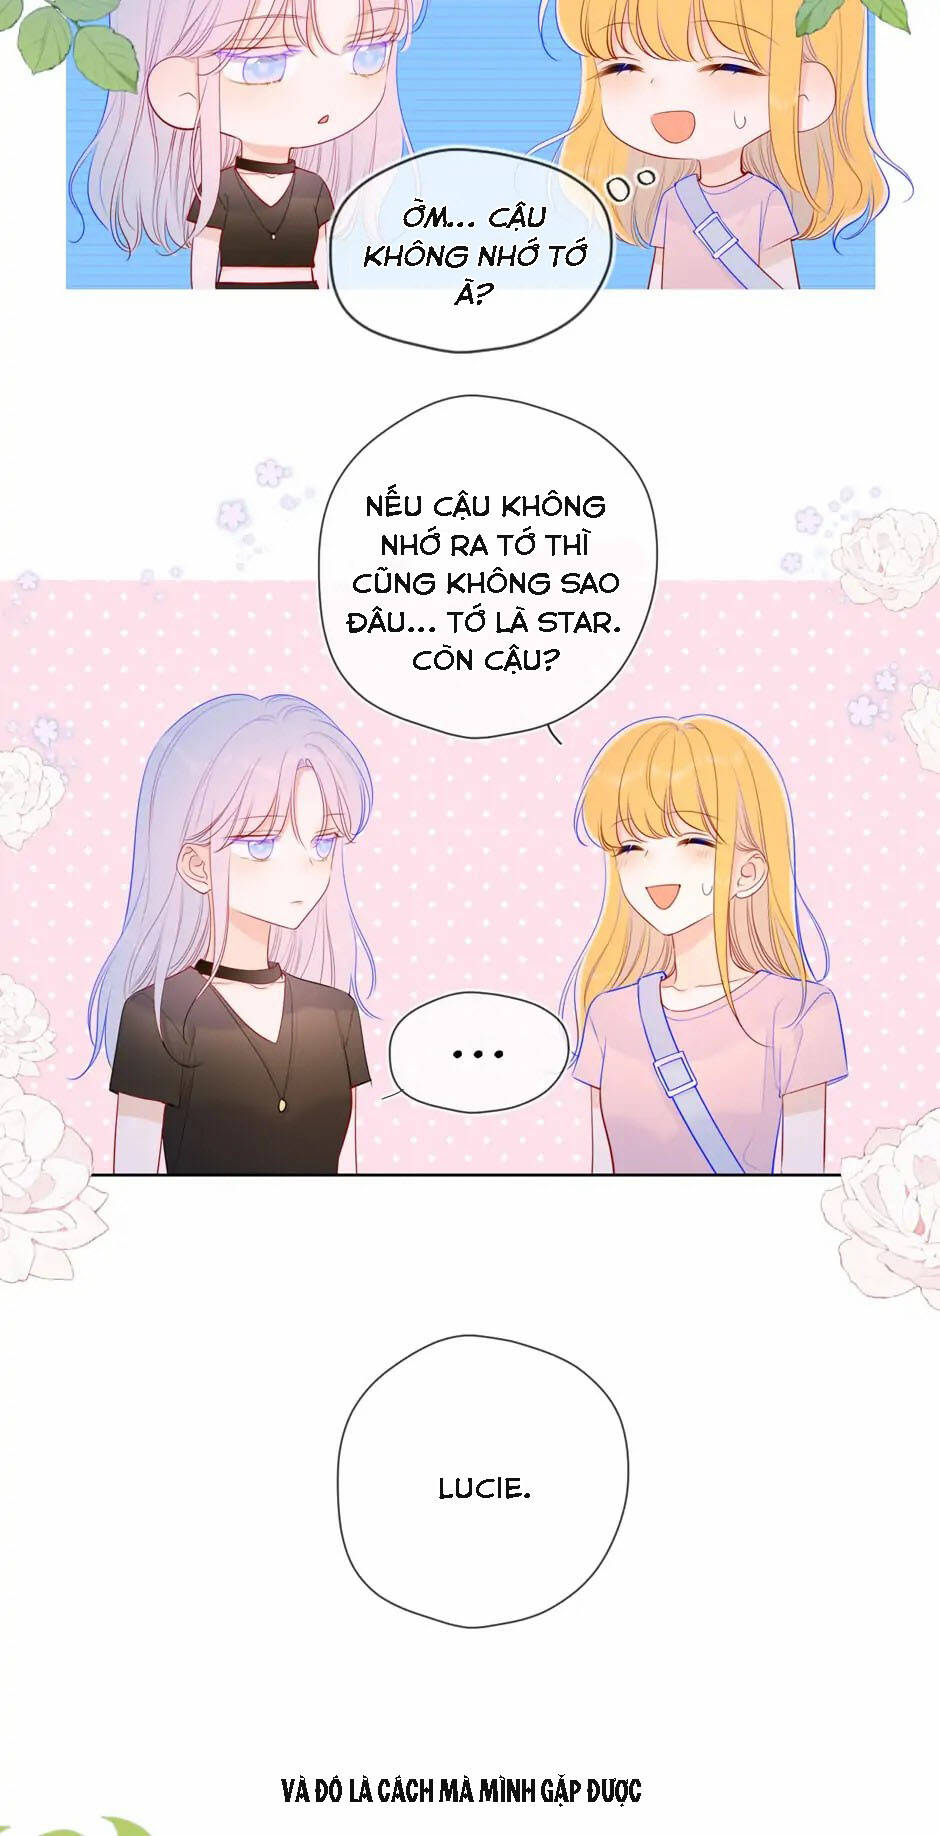 ỜM... CẬU
KHÔNG NHỚ TỚ
À?
NẾU CẬU KHÔNG
NHỚ RA TỚ THÌ
CŨNG KHÔNG SAO
ĐÂU... TỚ LÀ STAR.
CÒN CẬU?
...
LUCIE.
VÀ ĐÓ LÀ CÁCH MÀ MÌNH GẶP ĐƯỢC